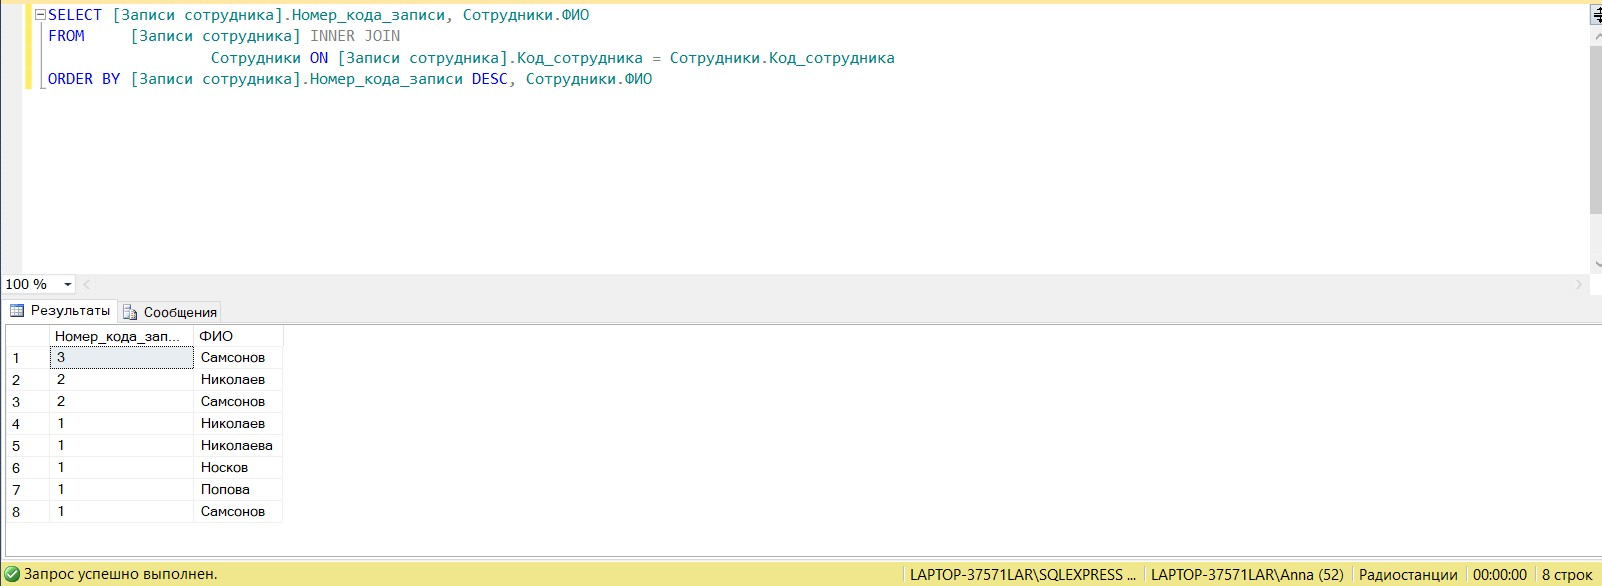 SELECT [Записи сотрудника].Номер_кода_записи, Сотрудники.ФИО
FROM [Записи сотрудника] INNER JOIN
Сотрудники ON [Записи сотрудника].Код_сотрудника = Сотрудники.Код_сотрудника
ORDER BY [Записи сотрудника].Номер_кода_записи DESC, Сотрудники.ФИО
100 %
Результаты Сообщения
Номер_кода_зап... ФИО
1 3 Самсонов
2 2 Николаев
3 2 Самсонов
4 1 Николаев
5 1 Николаева
6 1 Носков
7 1 Попова
8 1 Самсонов
Запрос успешно выполнен. LAPTOP-37571LAR\SQLEXPRESS ... LAPTOP-37571LAR\Anna (52) Радиостанции 00:00:00 8 строк